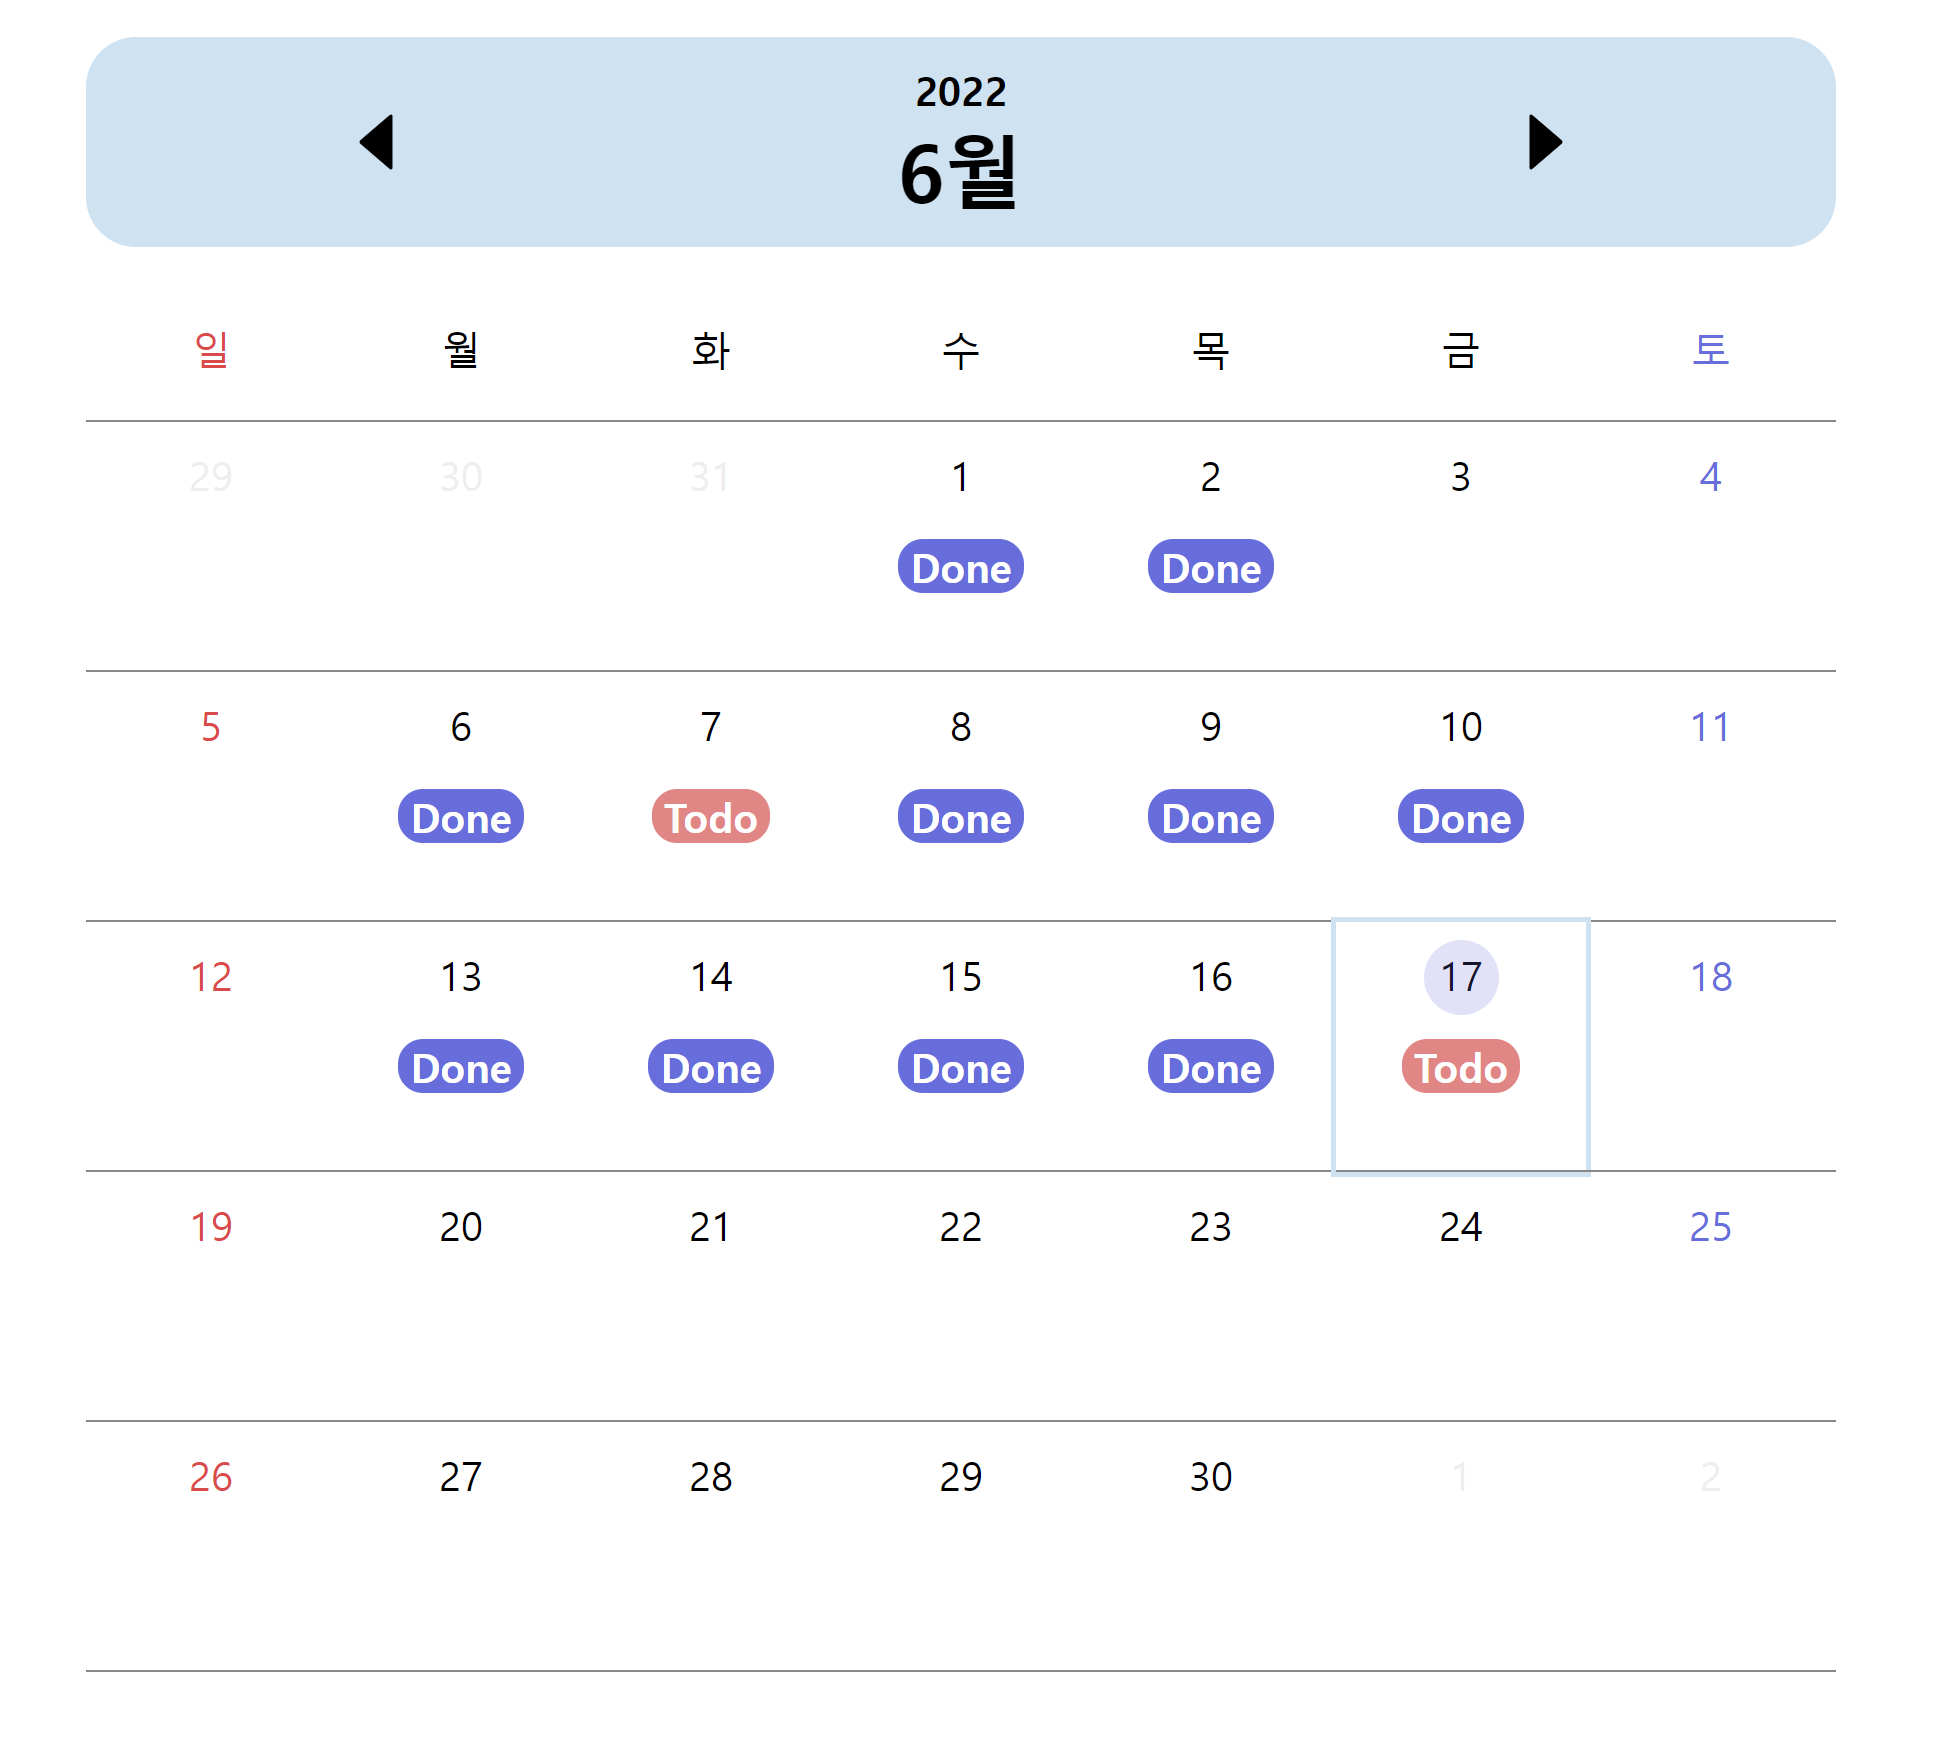 2022
6월
일 월 화 수 목 금 토
29 30 31 1 2 3 4
Done Done
5 6 7 8 9 10 11
Done Todo Done Done Done
12 13 14 15 16 17 18
Done Done Done Done Todo
19 20 21 22 23 24 25
26 27 28 29 30 1 2